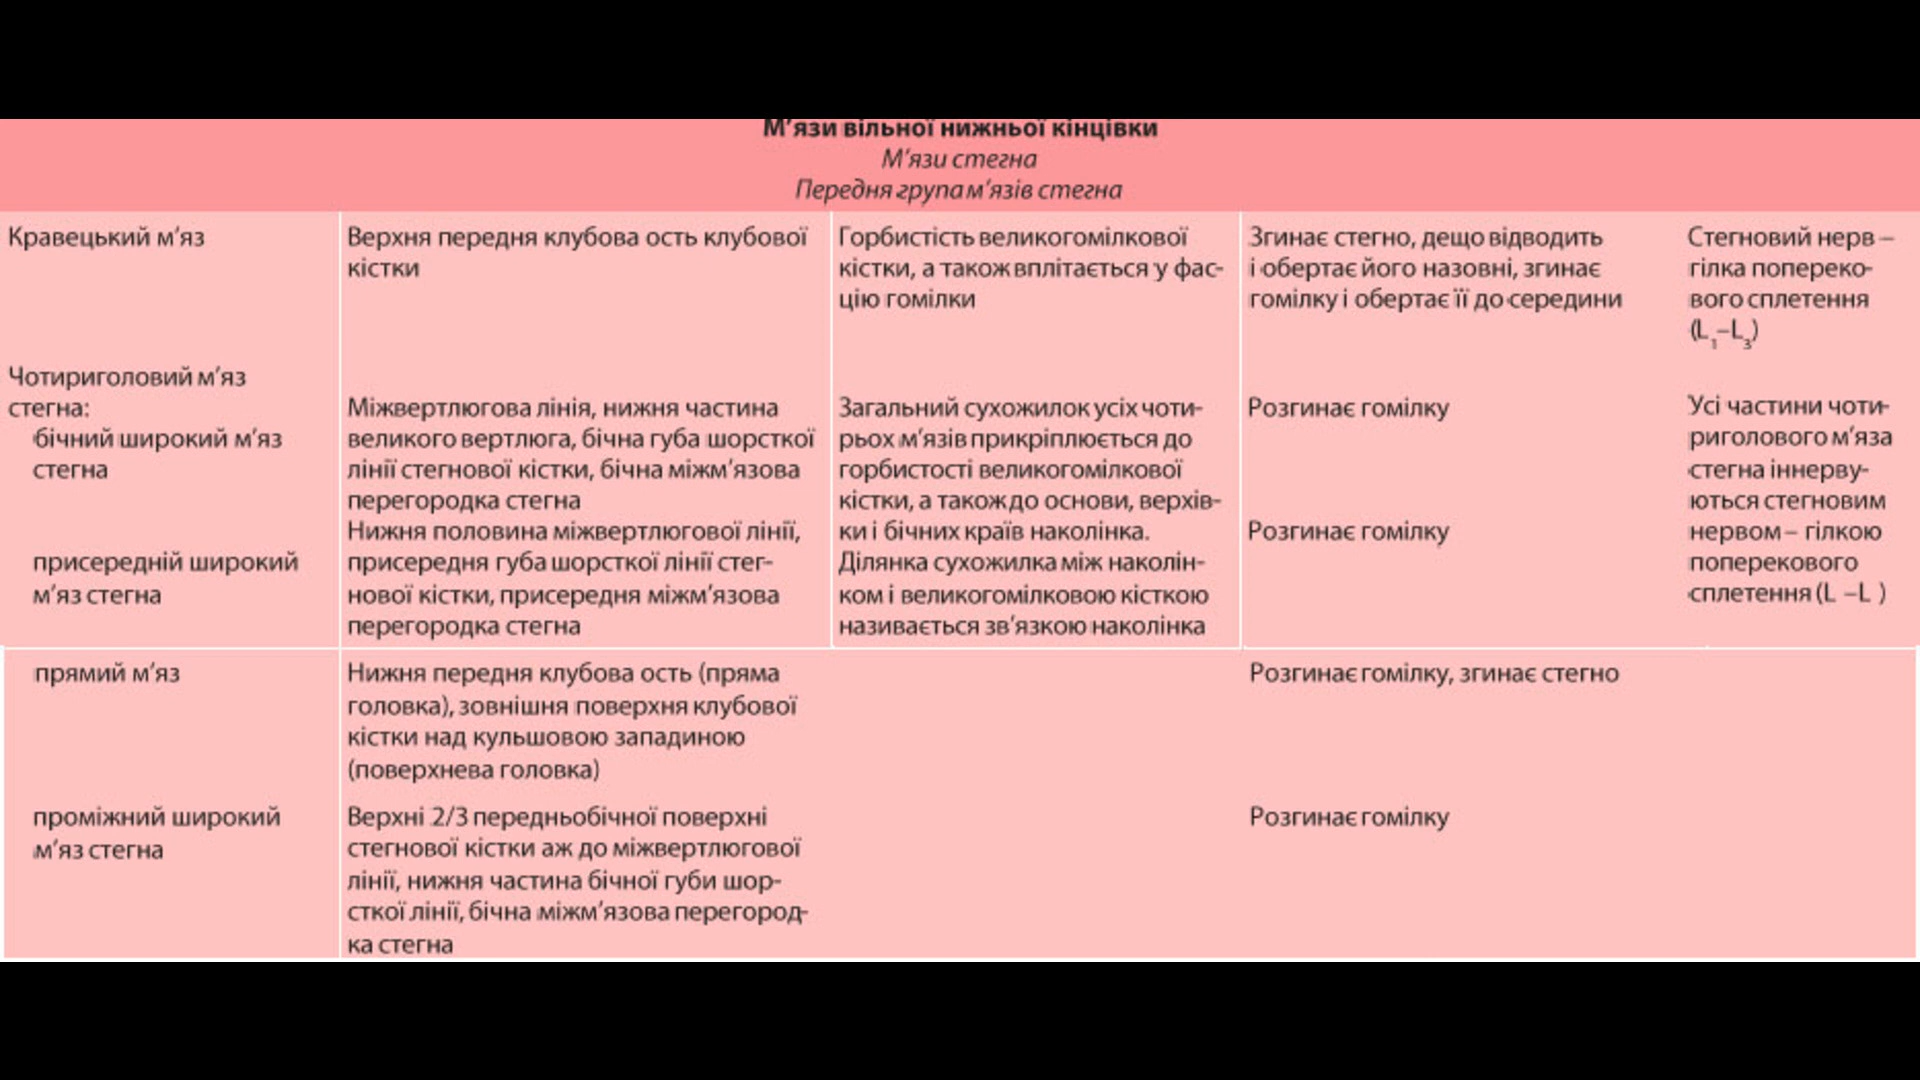 М’язи вільної нижньої кінцівки
М’язи стегна
Передня група м’язів стегна
Кравецький м’яз
Верхня передня клубова ость клубової
кістки
Горбистість великогомілкової
кістки, а також вплітається у фас-
цію гомілки
Згинає стегно, дещо відводить
і обертає його назовні, згинає
гомілку і обертає її до середини
Стегновий нерв –
гілка попереко-
вого сплетення
(L1–L3)
Чотириголовий м’яз
стегна:
бічний широкий м’яз
стегна
Міжвертлюгова лінія, нижня частина
великого вертлюга, бічна губа шорсткої
лінії стегнової кістки, бічна міжм’язова
перегородка стегна
Загальний сухожилок усіх чоти-
рьох м’язів прикріплюється до
горбистості великогомілкової
кістки, а також до основи, верхів-
ки і бічних країв наколінка.
Ділянка сухожилка між наколін-
ком і великогомілковою кісткою
називається зв’язкою наколінка
Розгинає гомілку
Усі частини чоти-
риголового м’яза
стегна іннерву-
ються стегновим
нервом – гілкою
поперекового
сплетення (L –L )
присередній широкий
м’яз стегна
Нижня половина міжвертлюгової лінії,
присередня губа шорсткої лінії стег-
нової кістки, присередня міжм’язова
перегородка стегна
Розгинає гомілку
прямий м’яз
Нижня передня клубова ость (пряма
головка), зовнішня поверхня клубової
кістки над кульшовою западиною
(поверхнева головка)
Розгинає гомілку, згинає стегно
проміжний широкий
м’яз стегна
Верхні 2/3 передньобічної поверхні
стегнової кістки аж до міжвертлюгової
лінії, нижня частина бічної губи шор-
сткої лінії, бічна міжм’язова перегород-
ка стегна
Розгинає гомілку